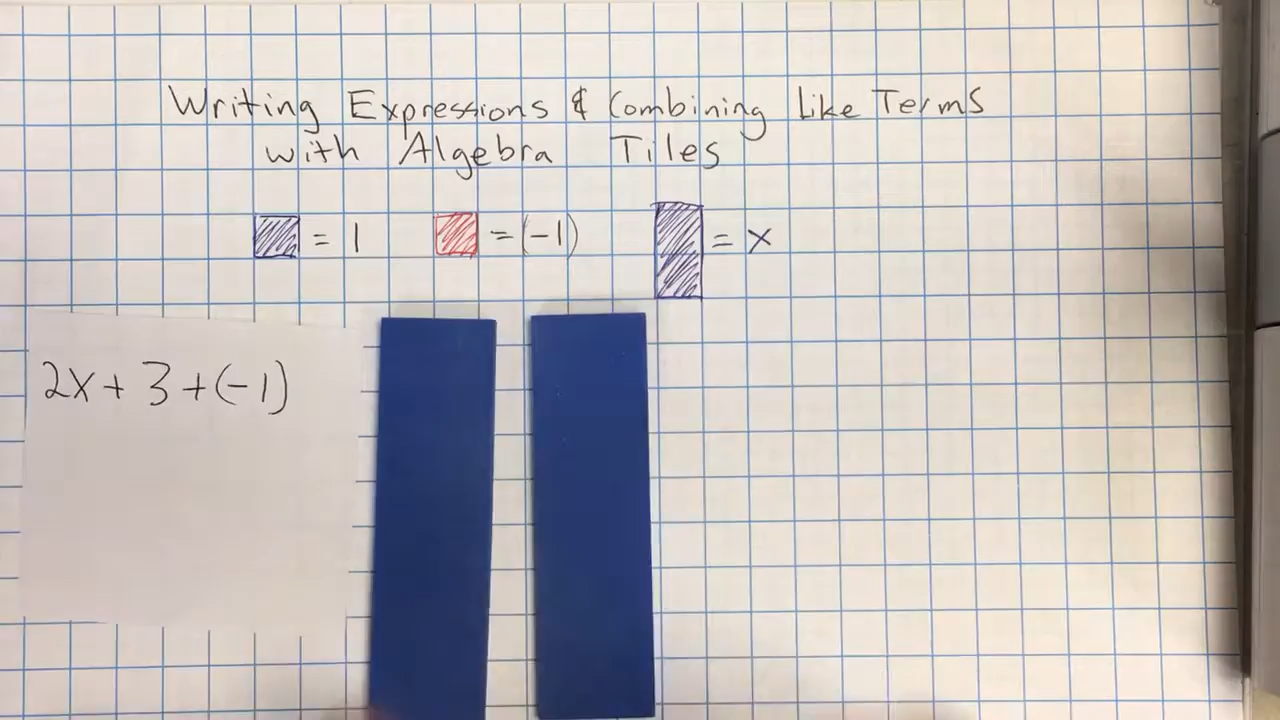 Writing Expressions & Combining Like Terms
with Algebra Tiles
= 1 = (-1) = x
2x + 3 + (-1)